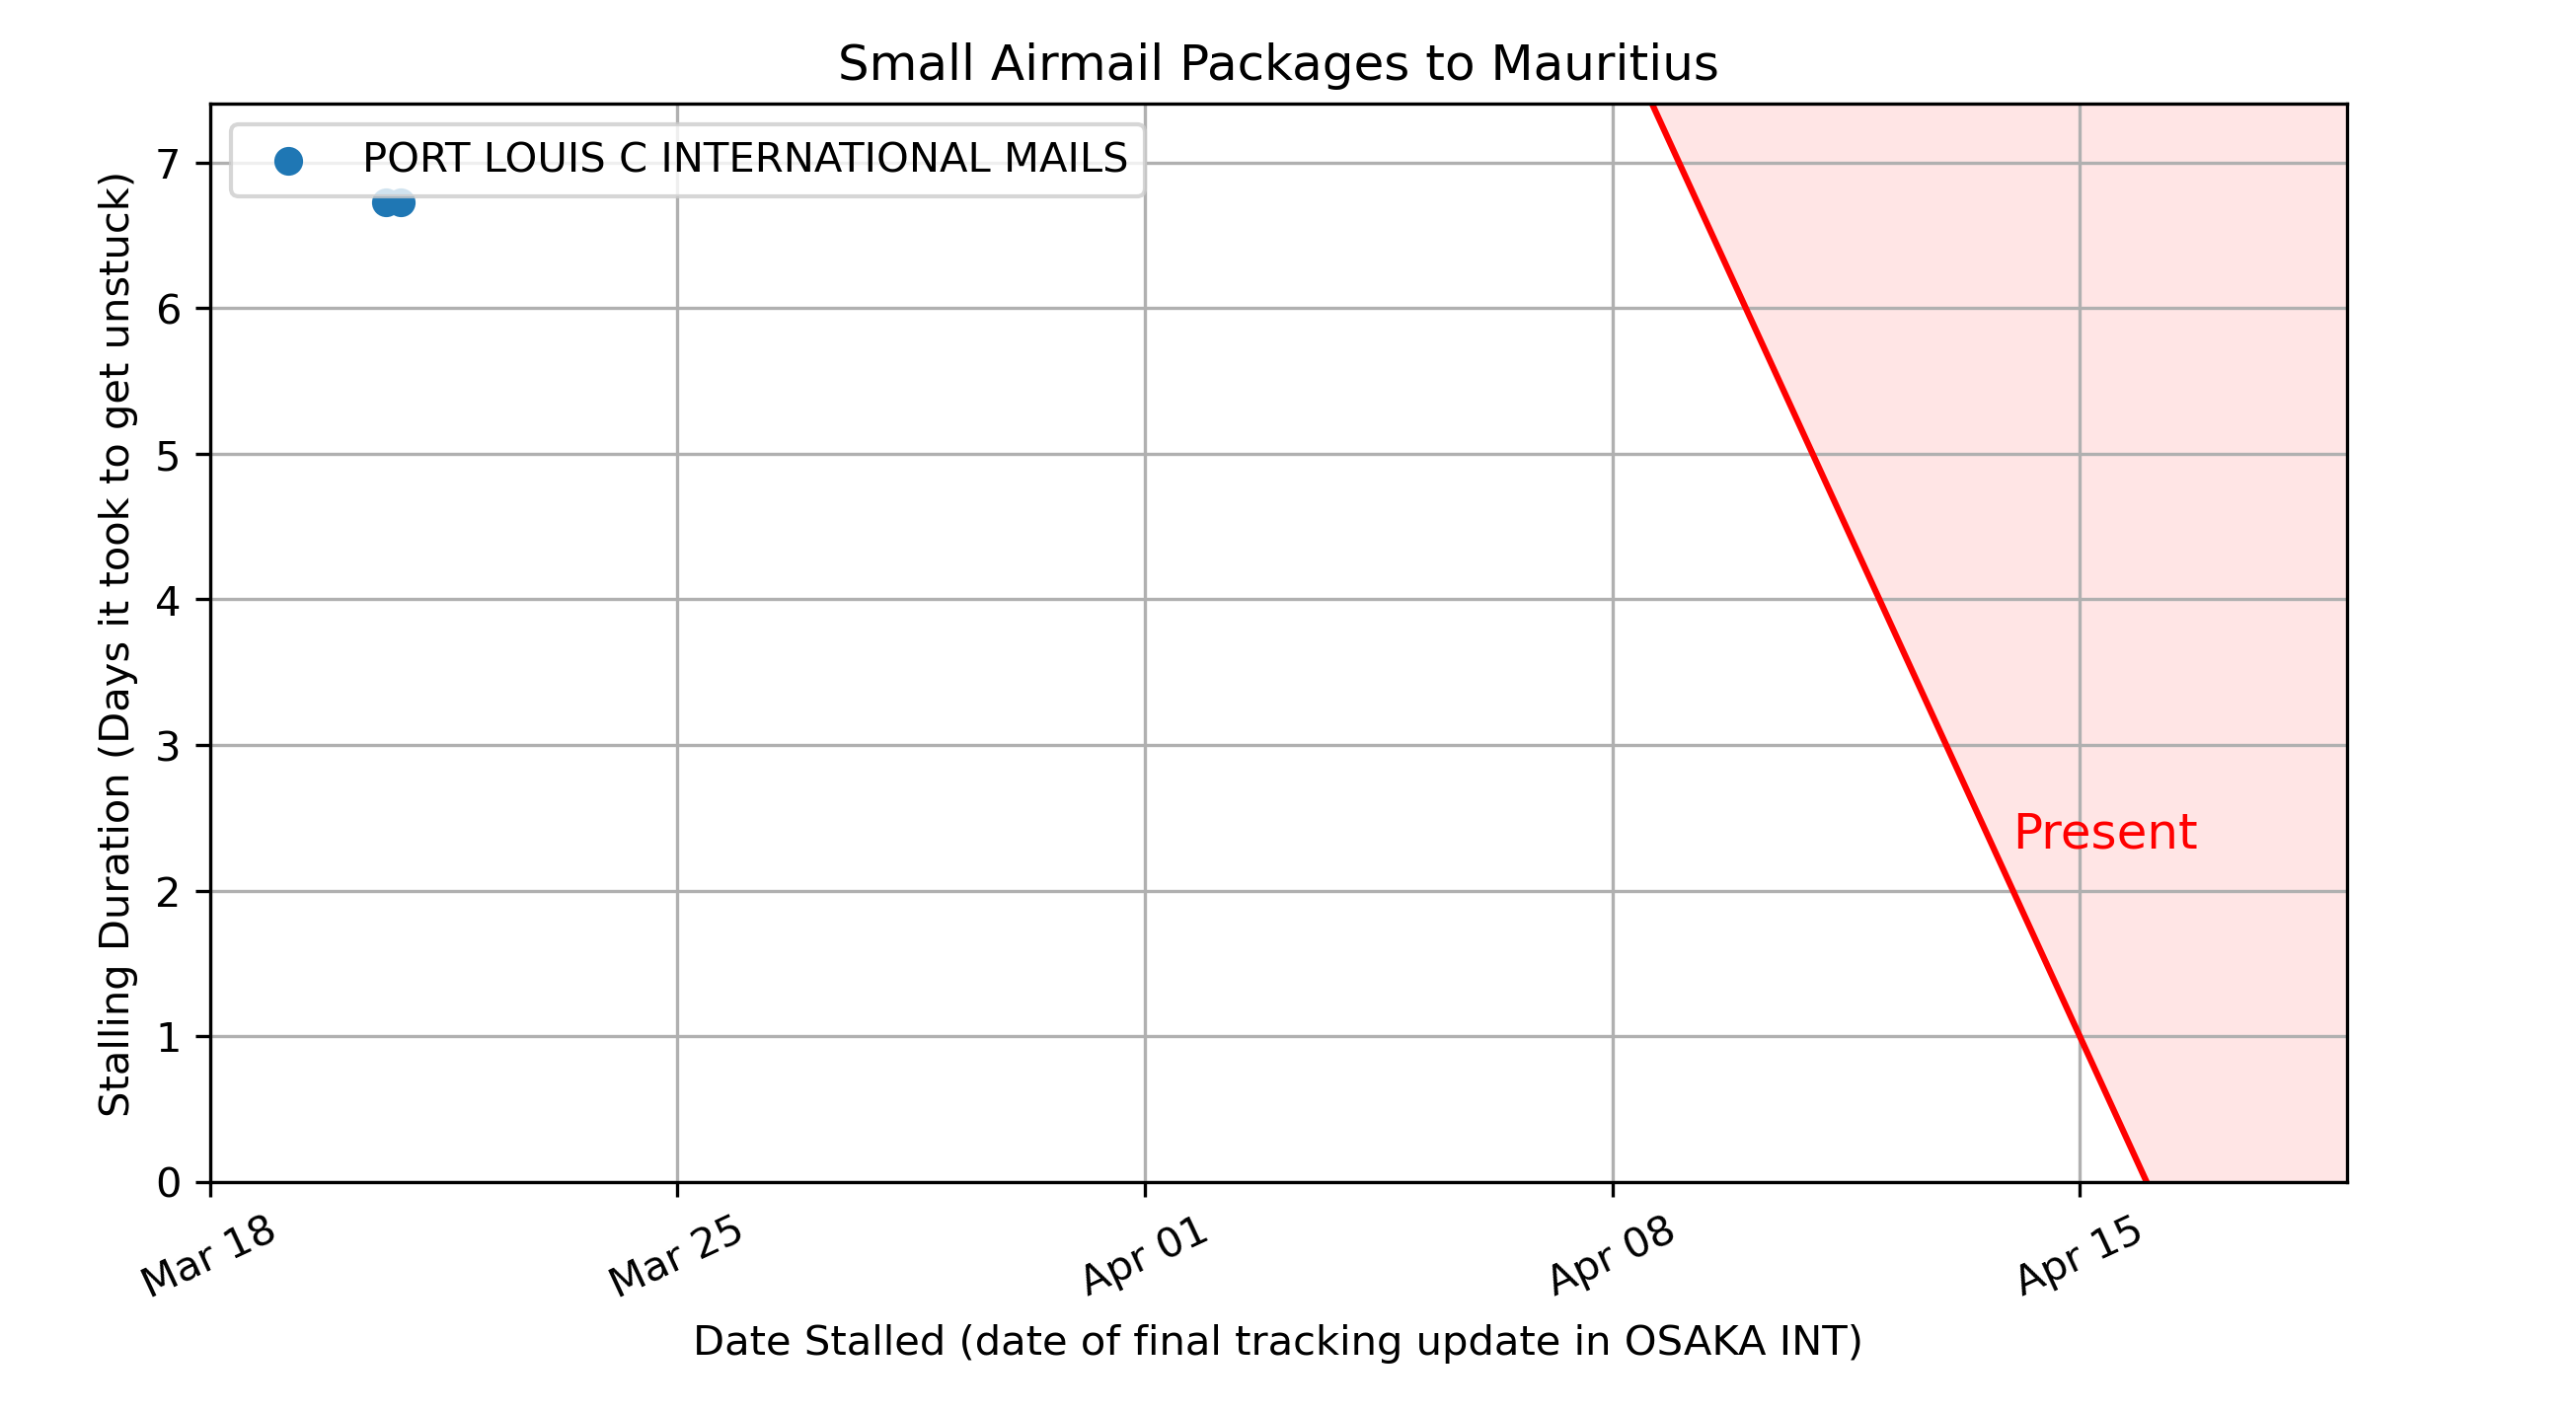 Small Airmail Packages to Mauritius
PORT LOUIS C INTERNATIONAL MAILS
Stalling Duration (Days it took to get unstuck)
7
6
5
4
3
2
1
0
Present
Mar 18
Mar 25
Apr 01
Apr 08
Apr 15
Date Stalled (date of final tracking update in OSAKA INT)